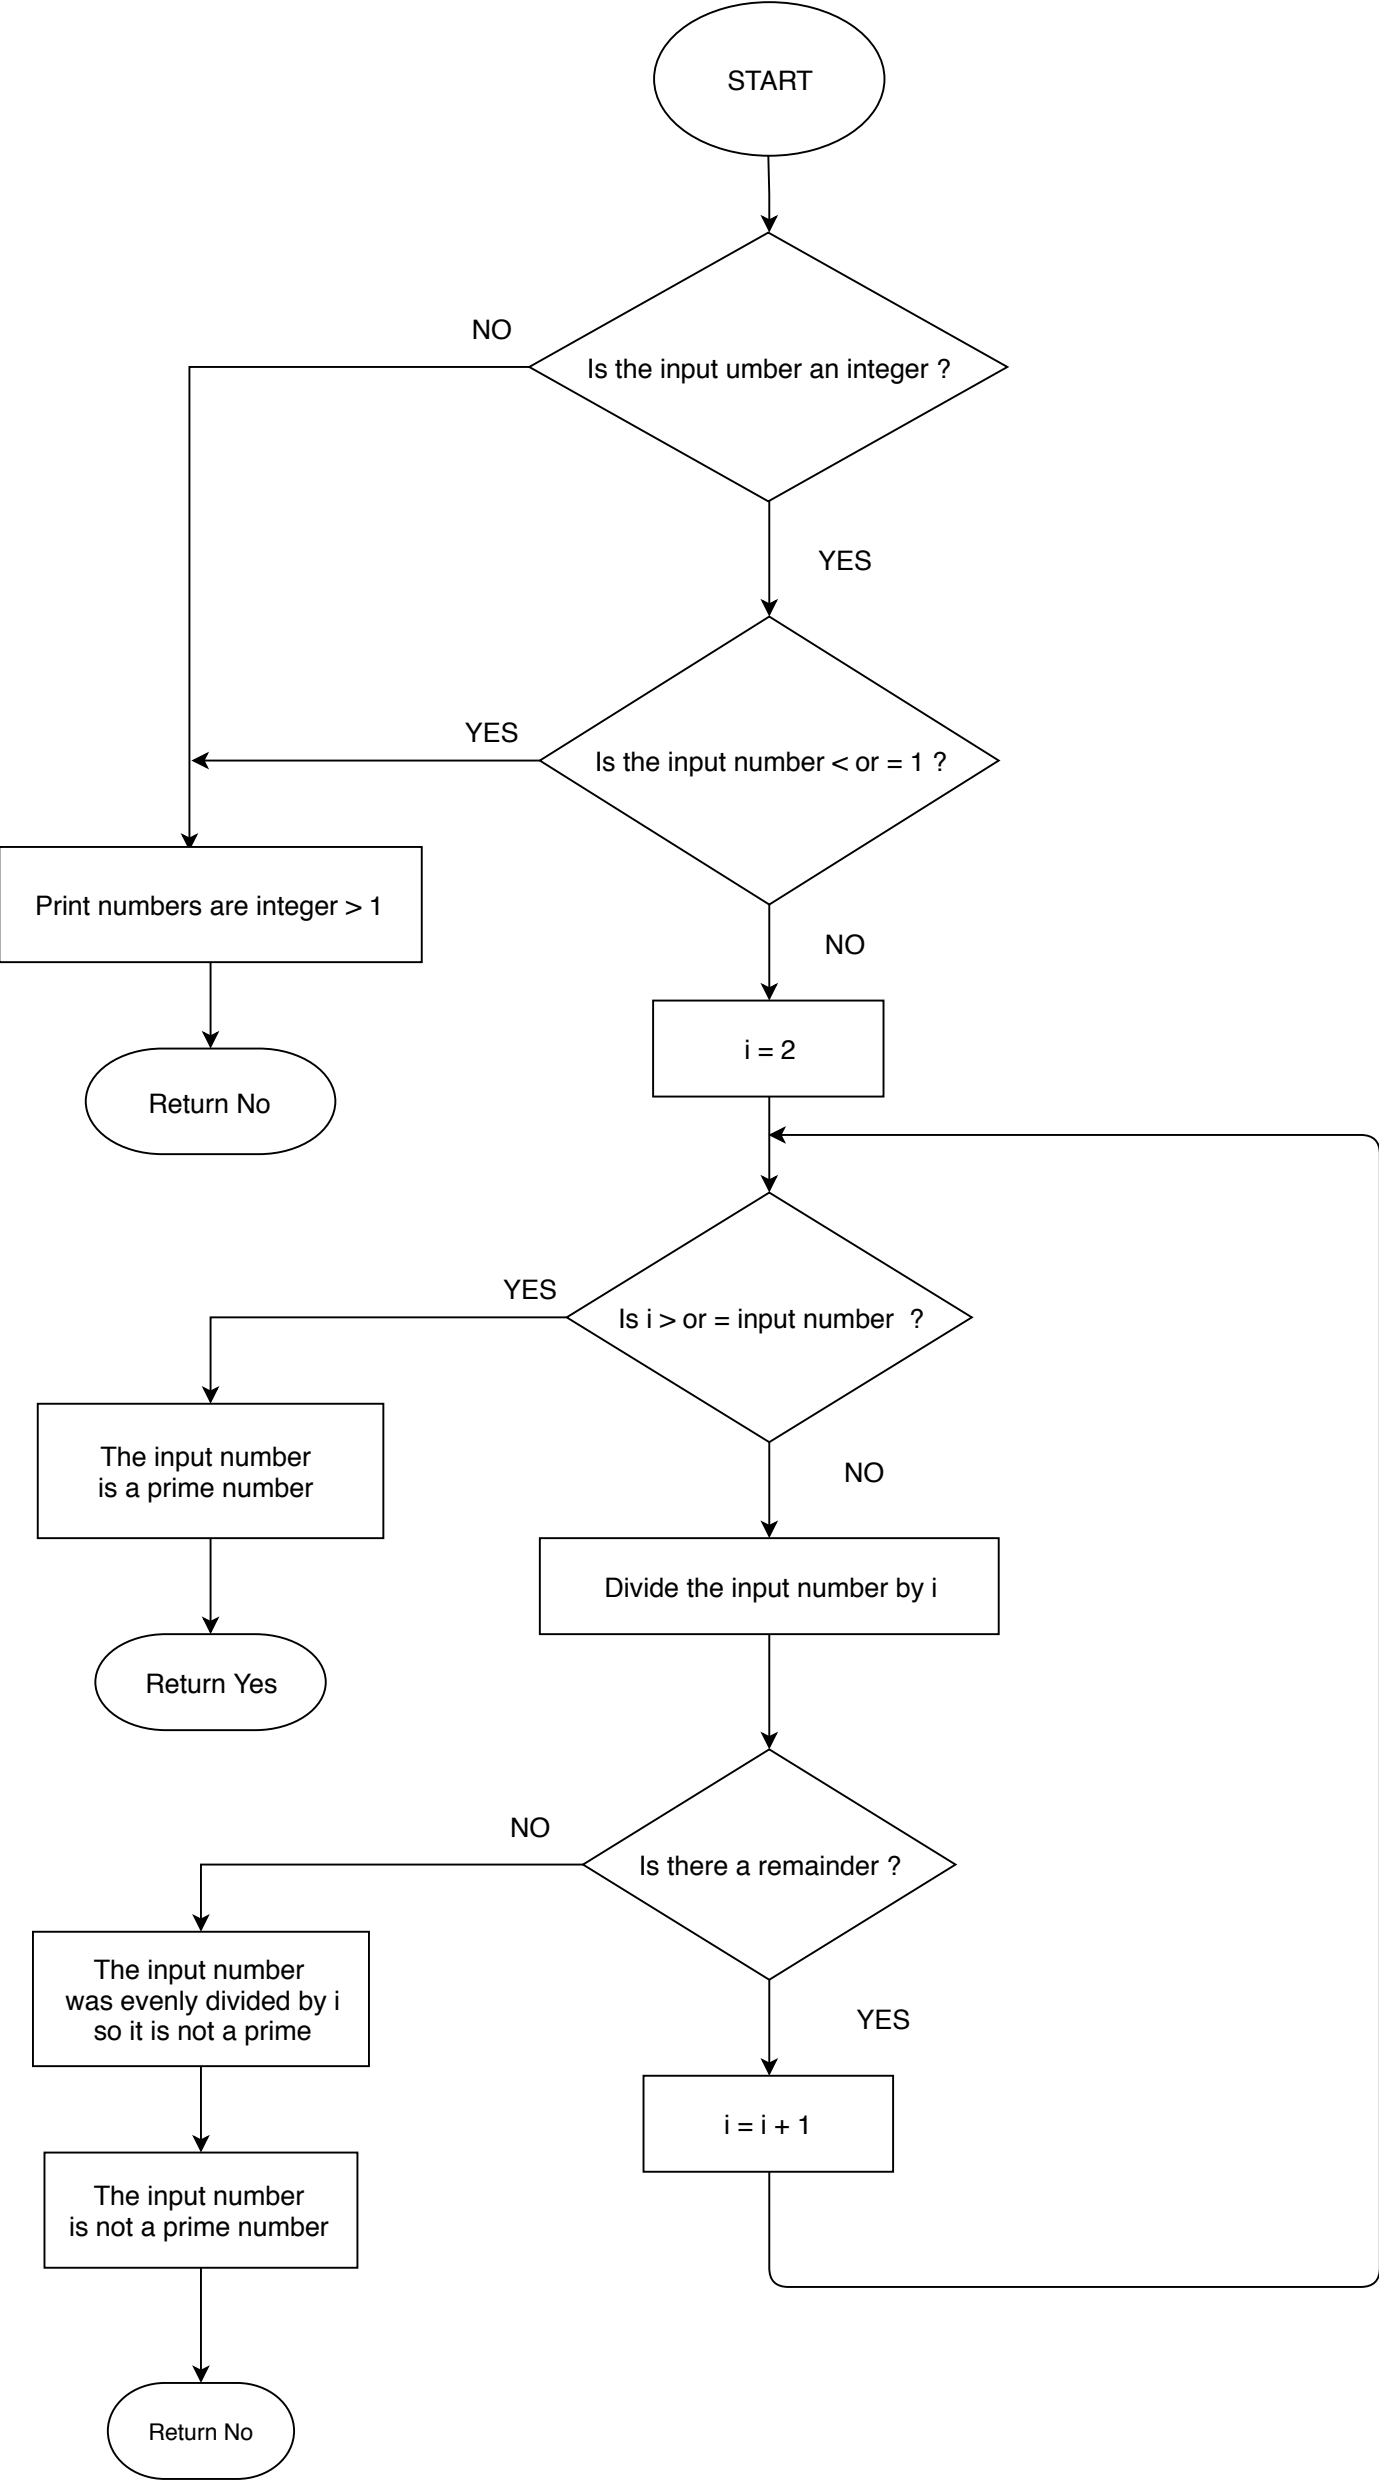 START
NO
Is the input umber an integer ?
YES
YES
Is the input number < or = 1 ?
Print numbers are integer > 1
NO
i = 2
Return No
YES
Is i > or = input number  ?
The input number
is a prime number
NO
Divide the input number by i
Return Yes
NO
Is there a remainder ?
The input number
was evenly divided by i
so it is not a prime
YES
i = i + 1
The input number
is not a prime number
Return No